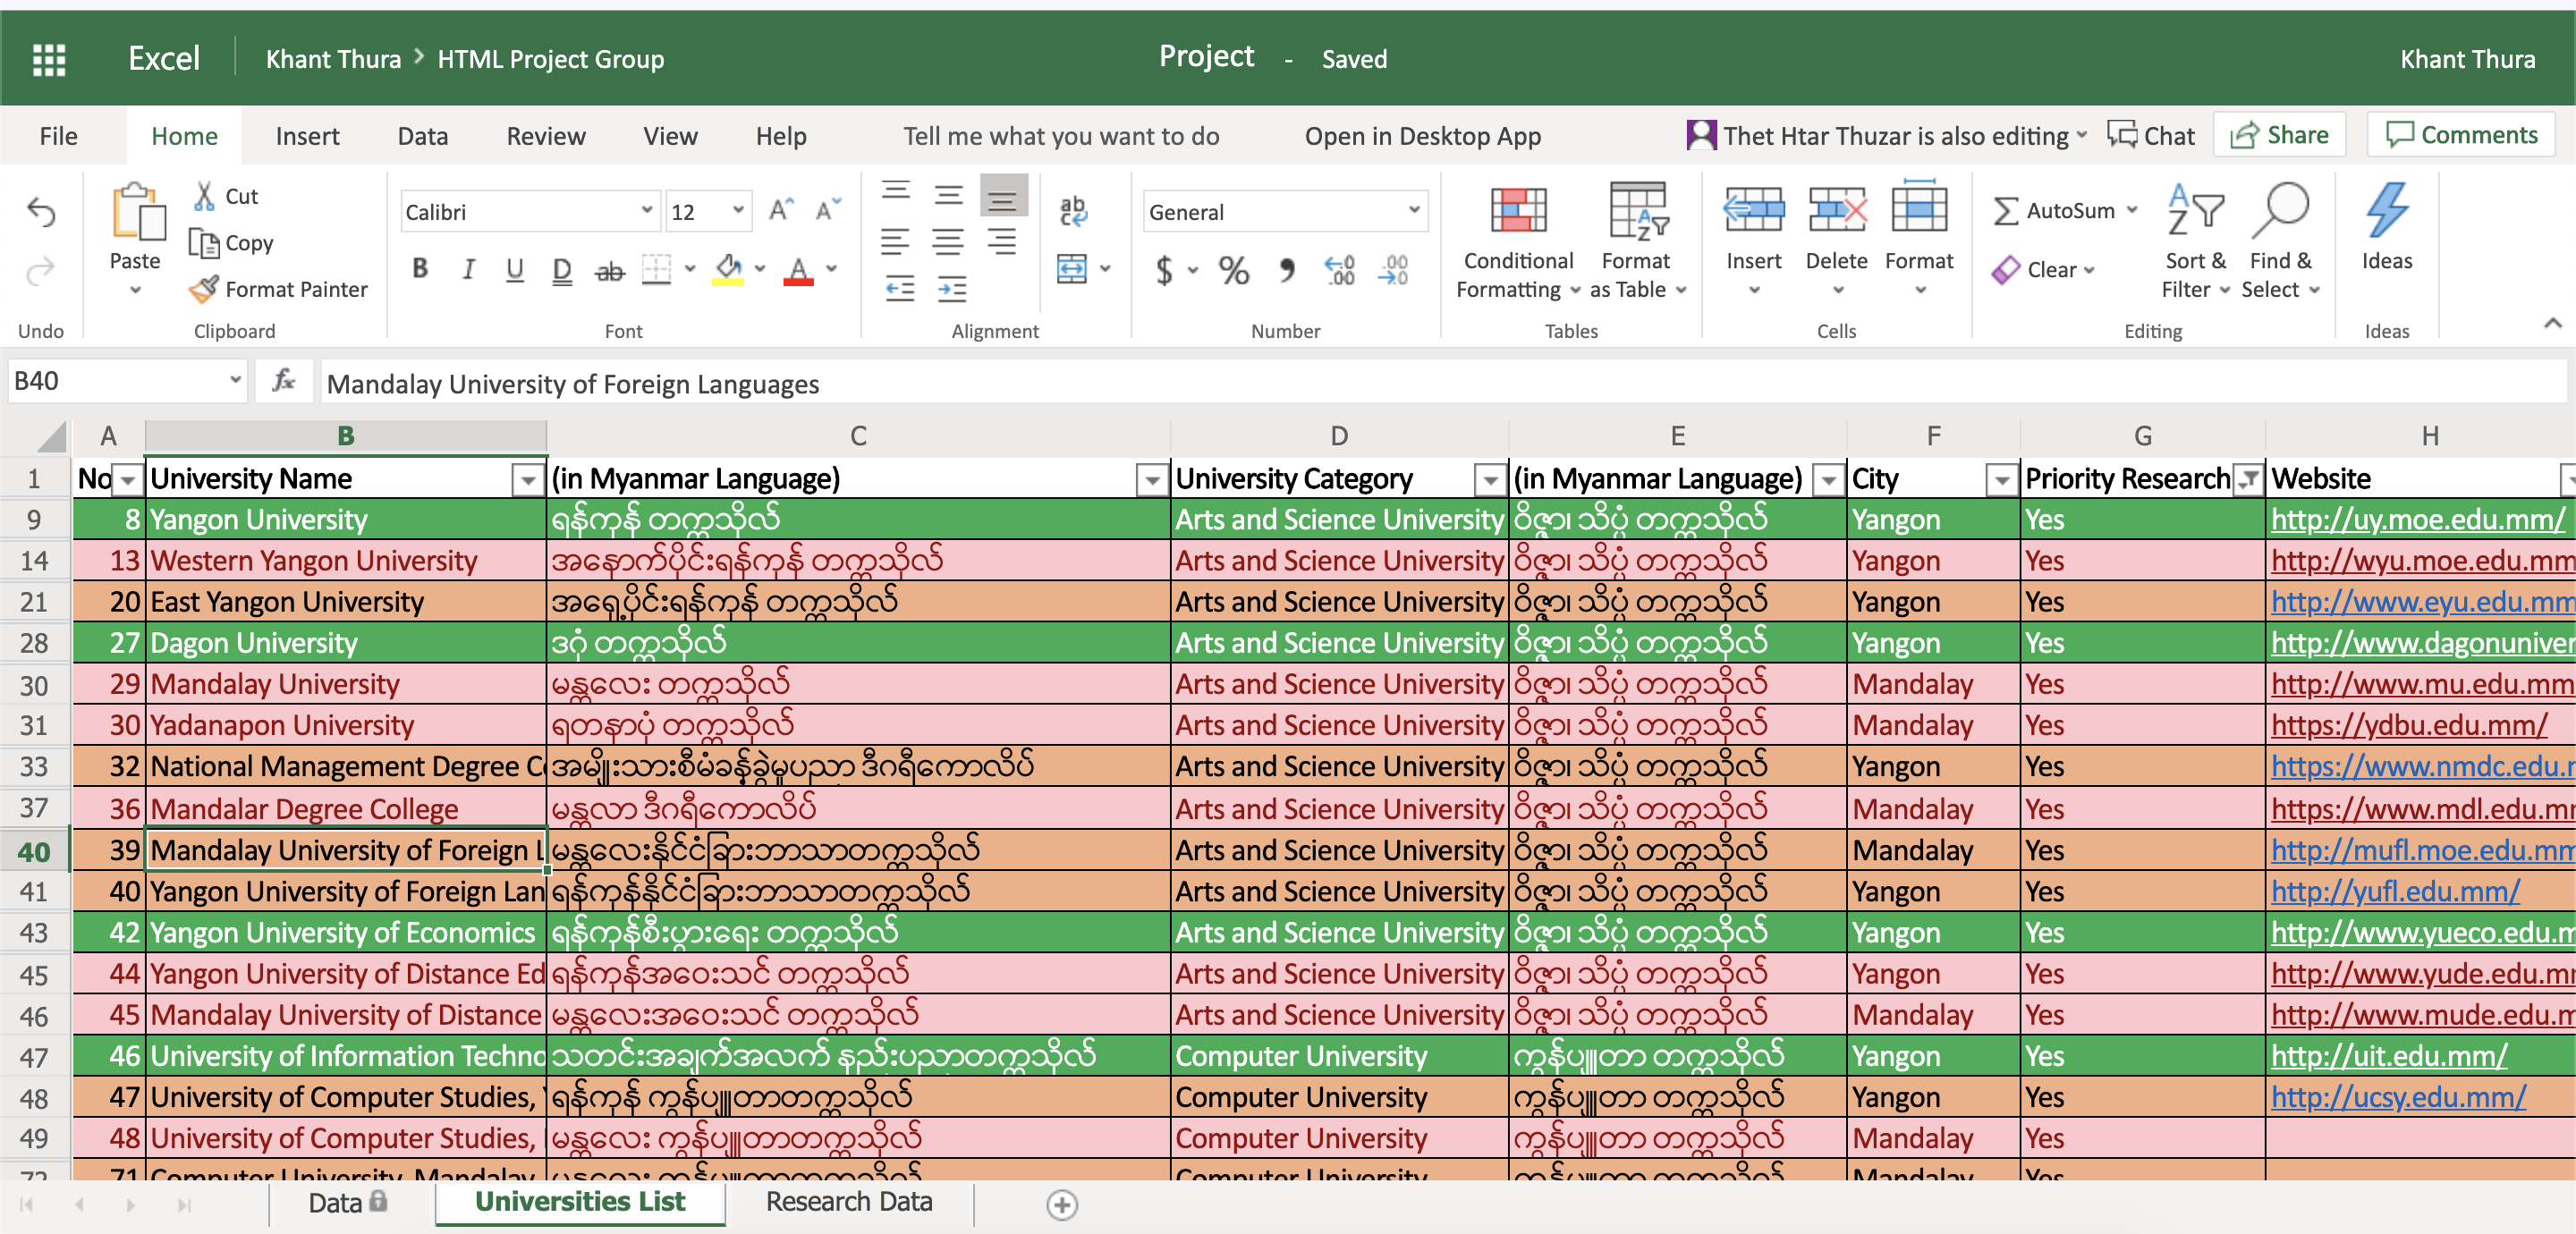 Excel Khant Thura > HTML Project Group Project - Saved Khant Thura
File Home Insert Data Review View Help Tell me what you want to do Open in Desktop App Thet Htar Thuzar is also editing Chat Share Comments
Cut
Copy
Format Painter
Paste
Undo Clipboard
Calibri 12
B I U D ab
Font
ab
Alignment
General
$ % ,
Number
Conditional Formatting
Format as Table
Tables
Insert Delete Format
Cells
AutoSum
Clear
Sort & Filter
Find & Select
Editing
Ideas
Ideas
B40 fx Mandalay University of Foreign Languages
A B C D E F G H
1 No University Name (in Myanmar Language) University Category (in Myanmar Language) City Priority Research Website
9 8 Yangon University ရန်ကုန် တက္ကသိုလ် Arts and Science University ဝိဇ္ဇာ၊ သိပ္ပံ တက္ကသိုလ် Yangon Yes http://uy.moe.edu.mm/
14 13 Western Yangon University အနောက်ပိုင်းရန်ကုန် တက္ကသိုလ် Arts and Science University ဝိဇ္ဇာ၊ သိပ္ပံ တက္ကသိုလ် Yangon Yes http://wyu.moe.edu.mm
21 20 East Yangon University အရှေ့ပိုင်းရန်ကုန် တက္ကသိုလ် Arts and Science University ဝိဇ္ဇာ၊ သိပ္ပံ တက္ကသိုလ် Yangon Yes http://www.eyu.edu.mm
28 27 Dagon University ဒဂုံ တက္ကသိုလ် Arts and Science University ဝိဇ္ဇာ၊ သိပ္ပံ တက္ကသိုလ် Yangon Yes http://www.dagonuniver
30 29 Mandalay University မန္တလေး တက္ကသိုလ် Arts and Science University ဝိဇ္ဇာ၊ သိပ္ပံ တက္ကသိုလ် Mandalay Yes http://www.mu.edu.mm
31 30 Yadanapon University ရတနာပုံ တက္ကသိုလ် Arts and Science University ဝိဇ္ဇာ၊ သိပ္ပံ တက္ကသိုလ် Mandalay Yes https://ydbu.edu.mm/
33 32 National Management Degree C အမျိုးသားစီမံခန့်ခွဲမှုပညာ ဒီဂရီကောလိပ် Arts and Science University ဝိဇ္ဇာ၊ သိပ္ပံ တက္ကသိုလ် Yangon Yes https://www.nmdc.edu.
37 36 Mandalar Degree College မန္တလာ ဒီဂရီကောလိပ် Arts and Science University ဝိဇ္ဇာ၊ သိပ္ပံ တက္ကသိုလ် Mandalay Yes https://www.mdl.edu.m
40 39 Mandalay University of Foreign L မန္တလေးနိုင်ငံခြားဘာသာတက္ကသိုလ် Arts and Science University ဝိဇ္ဇာ၊ သိပ္ပံ တက္ကသိုလ် Mandalay Yes http://mufl.moe.edu.mm
41 40 Yangon University of Foreign Lan ရန်ကုန်နိုင်ငံခြားဘာသာတက္ကသိုလ် Arts and Science University ဝိဇ္ဇာ၊ သိပ္ပံ တက္ကသိုလ် Yangon Yes http://yufl.edu.mm/
43 42 Yangon University of Economics ရန်ကုန်စီးပွားရေး တက္ကသိုလ် Arts and Science University ဝိဇ္ဇာ၊ သိပ္ပံ တက္ကသိုလ် Yangon Yes http://www.yueco.edu.m
45 44 Yangon University of Distance Ed ရန်ကုန်အဝေးသင် တက္ကသိုလ် Arts and Science University ဝိဇ္ဇာ၊ သိပ္ပံ တက္ကသိုလ် Yangon Yes http://www.yude.edu.m
46 45 Mandalay University of Distance မန္တလေးအဝေးသင် တက္ကသိုလ် Arts and Science University ဝိဇ္ဇာ၊ သိပ္ပံ တက္ကသိုလ် Mandalay Yes http://www.mude.edu.m
47 46 University of Information Techno သတင်းအချက်အလက် နည်းပညာတက္ကသိုလ် Computer University ကွန်ပျူတာ တက္ကသိုလ် Yangon Yes http://uit.edu.mm/
48 47 University of Computer Studies, ရန်ကုန် ကွန်ပျူတာတက္ကသိုလ် Computer University ကွန်ပျူတာ တက္ကသိုလ် Yangon Yes http://ucsy.edu.mm/
49 48 University of Computer Studies, မန္တလေး ကွန်ပျူတာတက္ကသိုလ် Computer University ကွန်ပျူတာ တက္ကသိုလ် Mandalay Yes
72 71 Computer University, Mandalay မန္တလေး ကွန်ပျူတာတက္ကသိုလ် Computer University ကွန်ပျူတာ တက္ကသိုလ် Mandalay Yes
Data Universities List Research Data